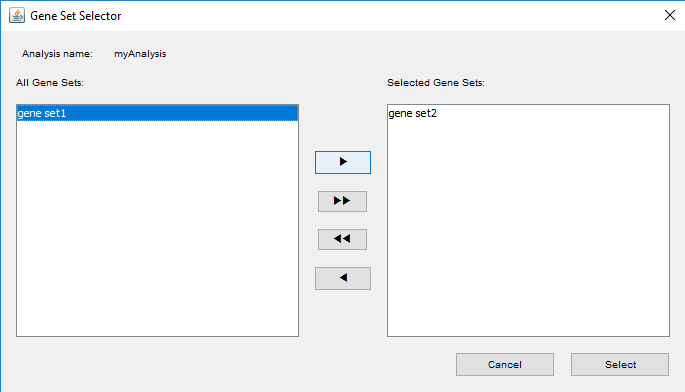 Gene Set Selector
Analysis name: myAnalysis
All Gene Sets:
Selected Gene Sets:
gene set1
gene set2
Cancel
Select